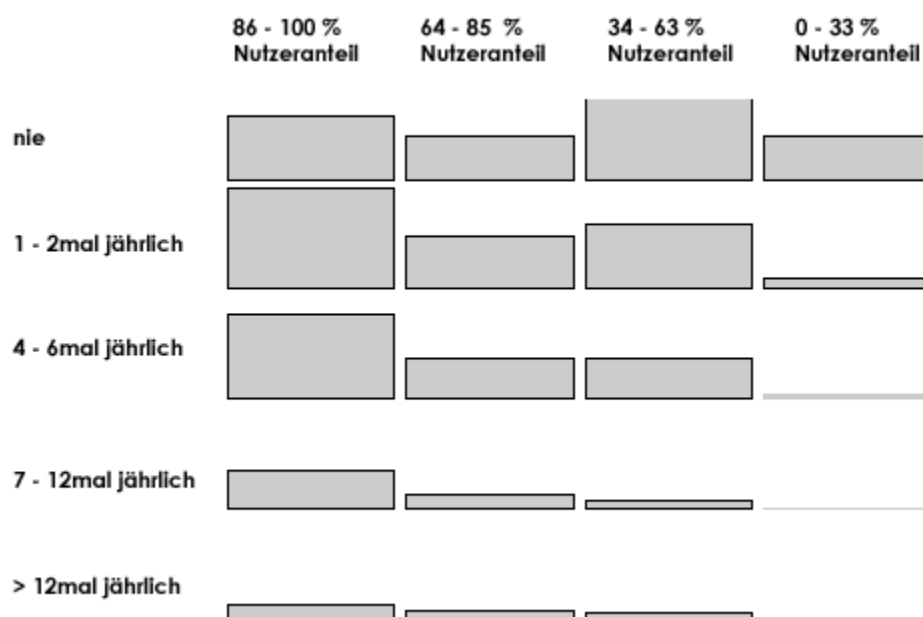 86 - 100 %
Nutzeranteil
64 - 85 %
Nutzeranteil
34 - 63 %
Nutzeranteil
0 - 33 %
Nutzeranteil
nie
1 - 2mal jährlich
4 - 6mal jährlich
7 - 12mal jährlich
> 12mal jährlich